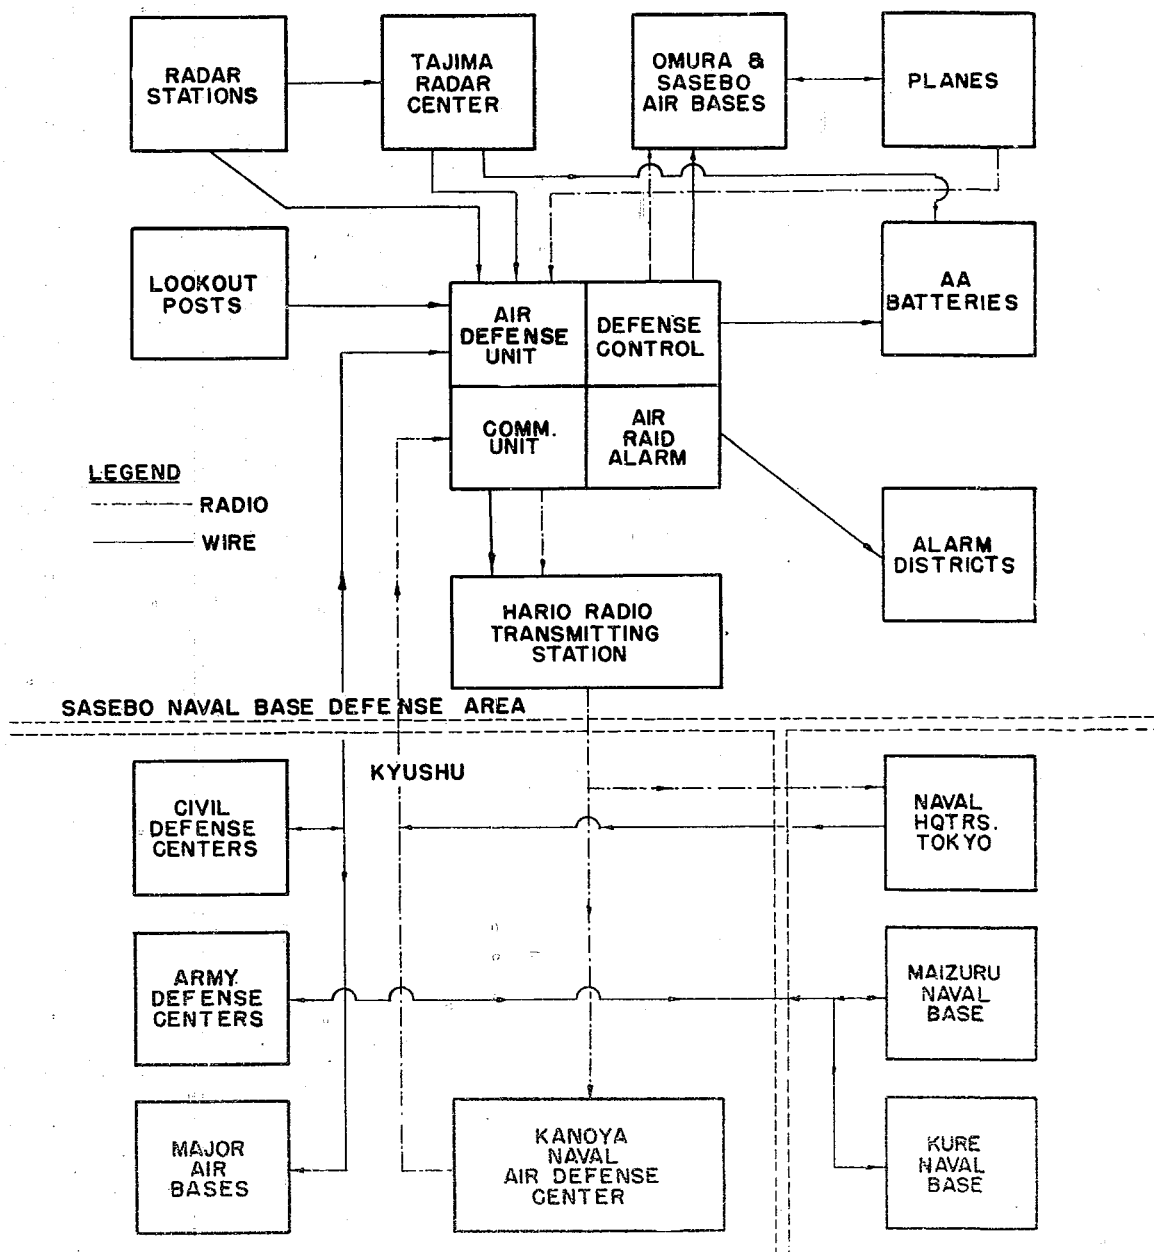 RADAR
STATIONS
TAJIMA
RADAR
CENTER
OMURA &
SASEBO
AIR BASES
PLANES
LOOKOUT
POSTS
AIR
DEFENSE
UNIT
DEFENSE
CONTROL
AA
BATTERIES
COMM.
UNIT
AIR
RAID
ALARM
LEGEND
RADIO
WIRE
ALARM
DISTRICTS
HARIO RADIO
TRANSMITTING
STATION
SASEBO NAVAL BASE DEFENSE AREA
KYUSHU
CIVIL
DEFENSE
CENTERS
NAVAL
HQTRS.
TOKYO
ARMY
DEFENSE
CENTERS
MAIZURU
NAVAL
BASE
MAJOR
AIR
BASES
KANOYA
NAVAL
AIR DEFENSE
CENTER
KURE
NAVAL
BASE